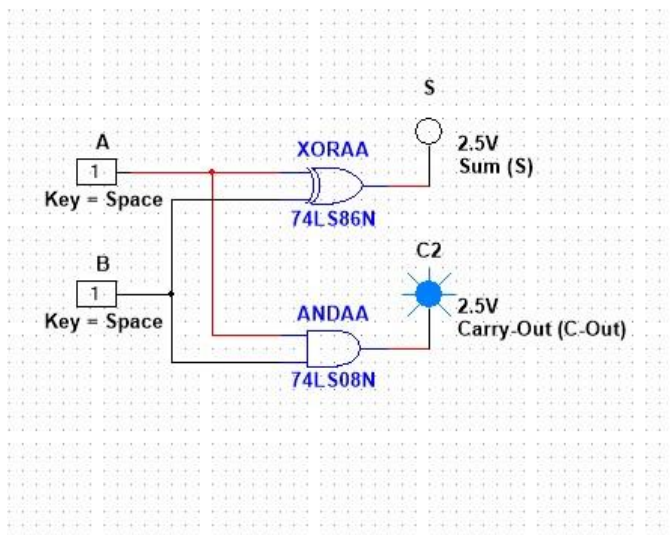 S
A
XORAA
2.5V
Sum (S)
1
Key = Space
74LS86N
B
C2
1
ANDAA
2.5V
Key = Space
Carry-Out (C-Out)
74LS08N